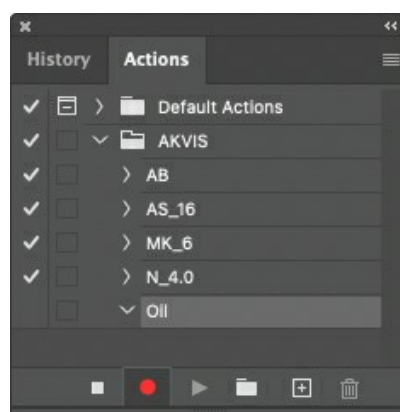 History Actions
Default Actions
AKVIS
AB
AS_16
MK_6
N_4.0
Oil